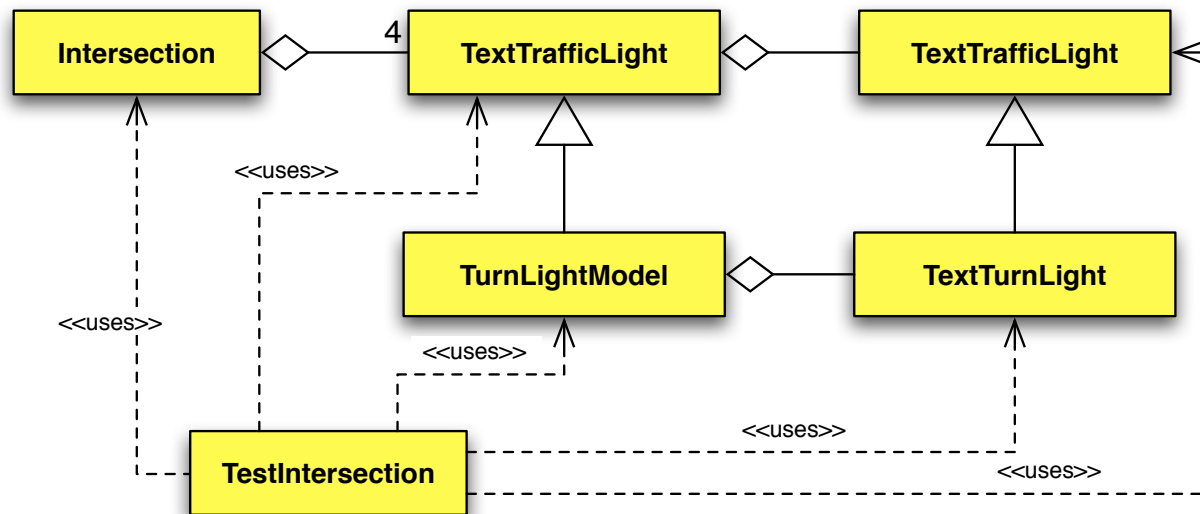 Intersection
4
TextTrafficLight
TextTrafficLight
<<uses>>
TurnLightModel
TextTurnLight
<<uses>>
<<uses>>
<<uses>>
TestIntersection
<<uses>>